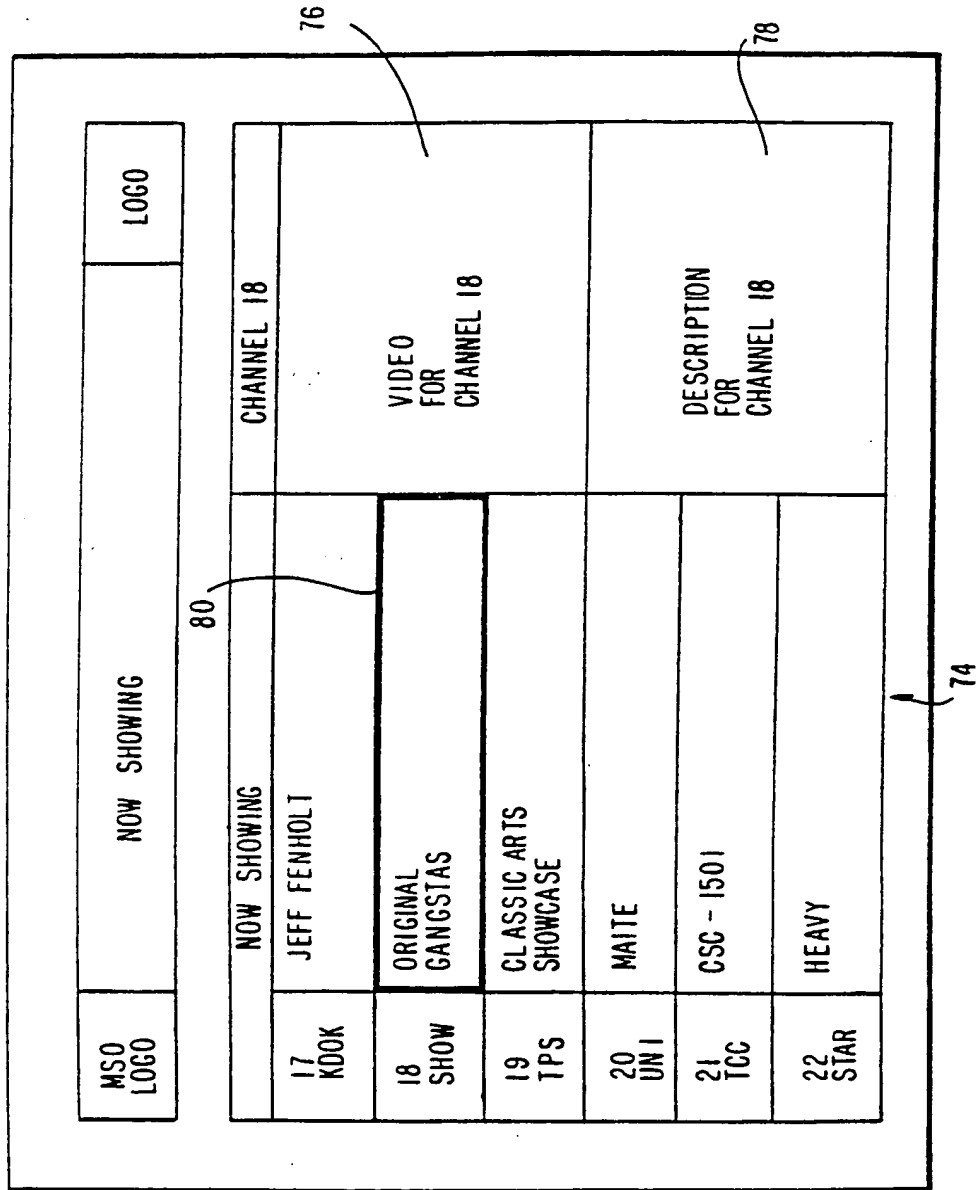 MSO
LOGO
NOW SHOWING
LOGO
NOW SHOWING
CHANNEL 18
17
KDOK
JEFF FENHOLT
18
SHOW
ORIGINAL
GANGSTAS
19
TPS
CLASSIC ARTS
SHOWCASE
20
UNI
MAITE
21
TCC
CSC - 1501
22
STAR
HEAVY
VIDEO
FOR
CHANNEL 18
DESCRIPTION
FOR
CHANNEL 18
80
76
78
74